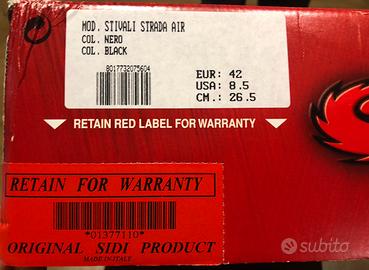 MOD. STIVALI STRADA AIR
COL. NERO
COL. BLACK
8017732075604
EUR: 42
USA: 8.5
CM.: 26.5
RETAIN RED LABEL FOR WARRANTY
RETAIN FOR WARRANTY
*01377110*
ORIGINAL SIDI PRODUCT
MADE IN ITALY
subito